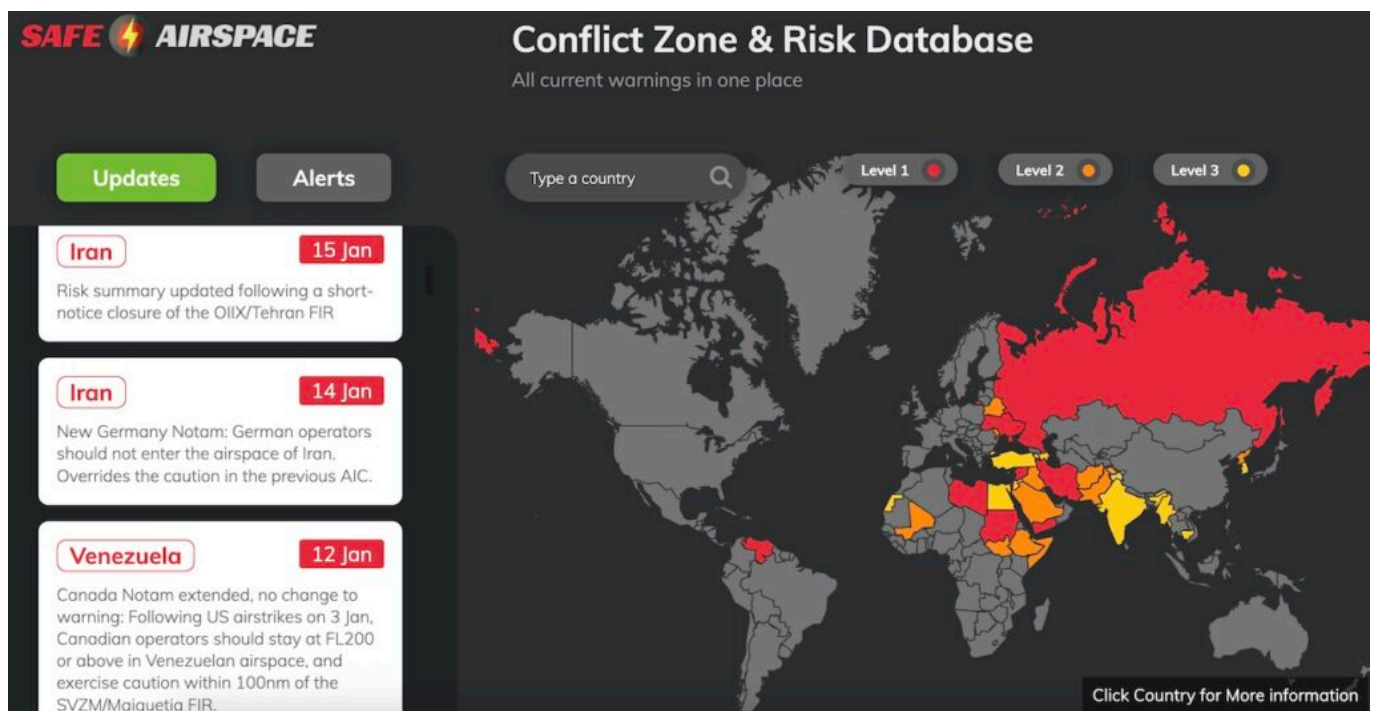 SAFE AIRSPACE
Conflict Zone & Risk Database
All current warnings in one place
Updates
Alerts
Type a country
Level 1
Level 2
Level 3
Iran
15 Jan
Risk summary updated following a short-
notice closure of the OIIX/Tehran FIR
Iran
14 Jan
New Germany Notam: German operators
should not enter the airspace of Iran.
Overrides the caution in the previous AIC.
Venezuela
12 Jan
Canada Notam extended, no change to
warning: Following US airstrikes on 3 Jan,
Canadian operators should stay at FL200
or above in Venezuelan airspace, and
exercise caution within 100nm of the
SVZM/Maiquetia FIR.
Click Country for More information